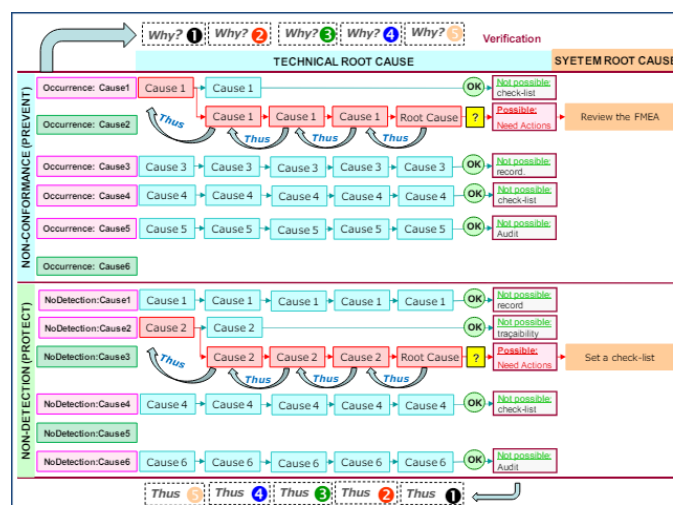 Why? 1 Why? 2 Why? 3 Why? 4 Why? 5
Verification
TECHNICAL ROOT CAUSE
SYETEM ROOT CAUSE
NON-CONFORMANCE (PREVENT)
Occurrence: Cause1 Cause 1 Cause 1 OK Not possible:
check-list
Occurrence: Cause2 Cause 1 Cause 1 Cause 1 Root Cause ? Possible:
Need Actions
Review the FMEA
Thus Thus Thus Thus
Occurrence: Cause3 Cause 3 Cause 3 Cause 3 Cause 3 Cause 3 OK Not possible:
record.
Occurrence: Cause4 Cause 4 Cause 4 Cause 4 Cause 4 Cause 4 OK Not possible:
check-list
Occurrence: Cause5 Cause 5 Cause 5 Cause 5 Cause 5 Cause 5 OK Not possible:
Audit
Occurrence: Cause6
NON-DETECTION (PROTECT)
NoDetection:Cause1 Cause 1 Cause 1 Cause 1 Cause 1 Cause 1 OK Not possible:
record
NoDetection:Cause2 Cause 2 Cause 2 OK Not possible:
traçaibility
NoDetection:Cause3 Cause 2 Cause 2 Cause 2 Root Cause ? Possible:
Need Actions
Set a check-list
Thus Thus Thus Thus
NoDetection:Cause4 Cause 4 Cause 4 Cause 4 Cause 4 Cause 4 OK Not possible:
check-list
NoDetection:Cause5
NoDetection:Cause6 Cause 6 Cause 6 Cause 6 Cause 6 Cause 6 OK Not possible:
Audit
Thus 5 Thus 4 Thus 3 Thus 2 Thus 1